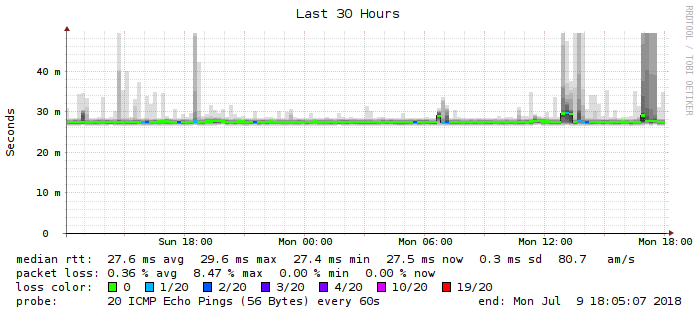 Last 30 Hours
RRDTOOL / TOBI OETIKER
Seconds
40 m
30 m
20 m
10 m
0
Sun 18:00 Mon 00:00 Mon 06:00 Mon 12:00 Mon 18:00
median rtt: 27.6 ms avg 29.6 ms max 27.4 ms min 27.5 ms now 0.3 ms sd 80.7 am/s
packet loss: 0.36 % avg 8.47 % max 0.00 % min 0.00 % now
loss color: 0 1/20 2/20 3/20 4/20 10/20 19/20
probe: 20 ICMP Echo Pings (56 Bytes) every 60s end: Mon Jul 9 18:05:07 2018